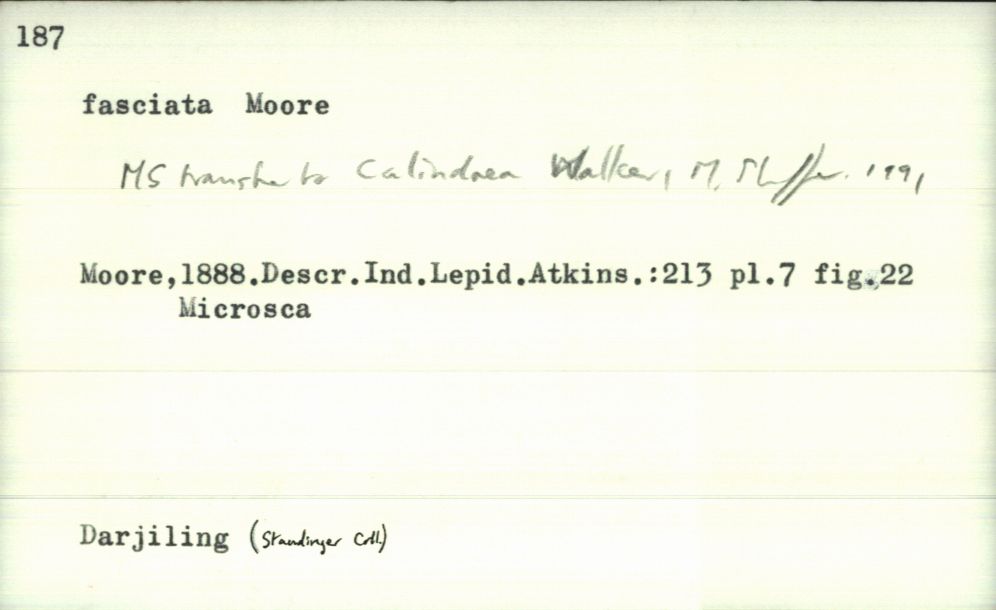 187
fasciata Moore
MS transfer to Calindoea Walker, M. Shaffer. 1991
Moore,1888.Descr.Ind.Lepid.Atkins.:213 pl.7 fig.22
Microsca
Darjiling (Staudinger Coll.)